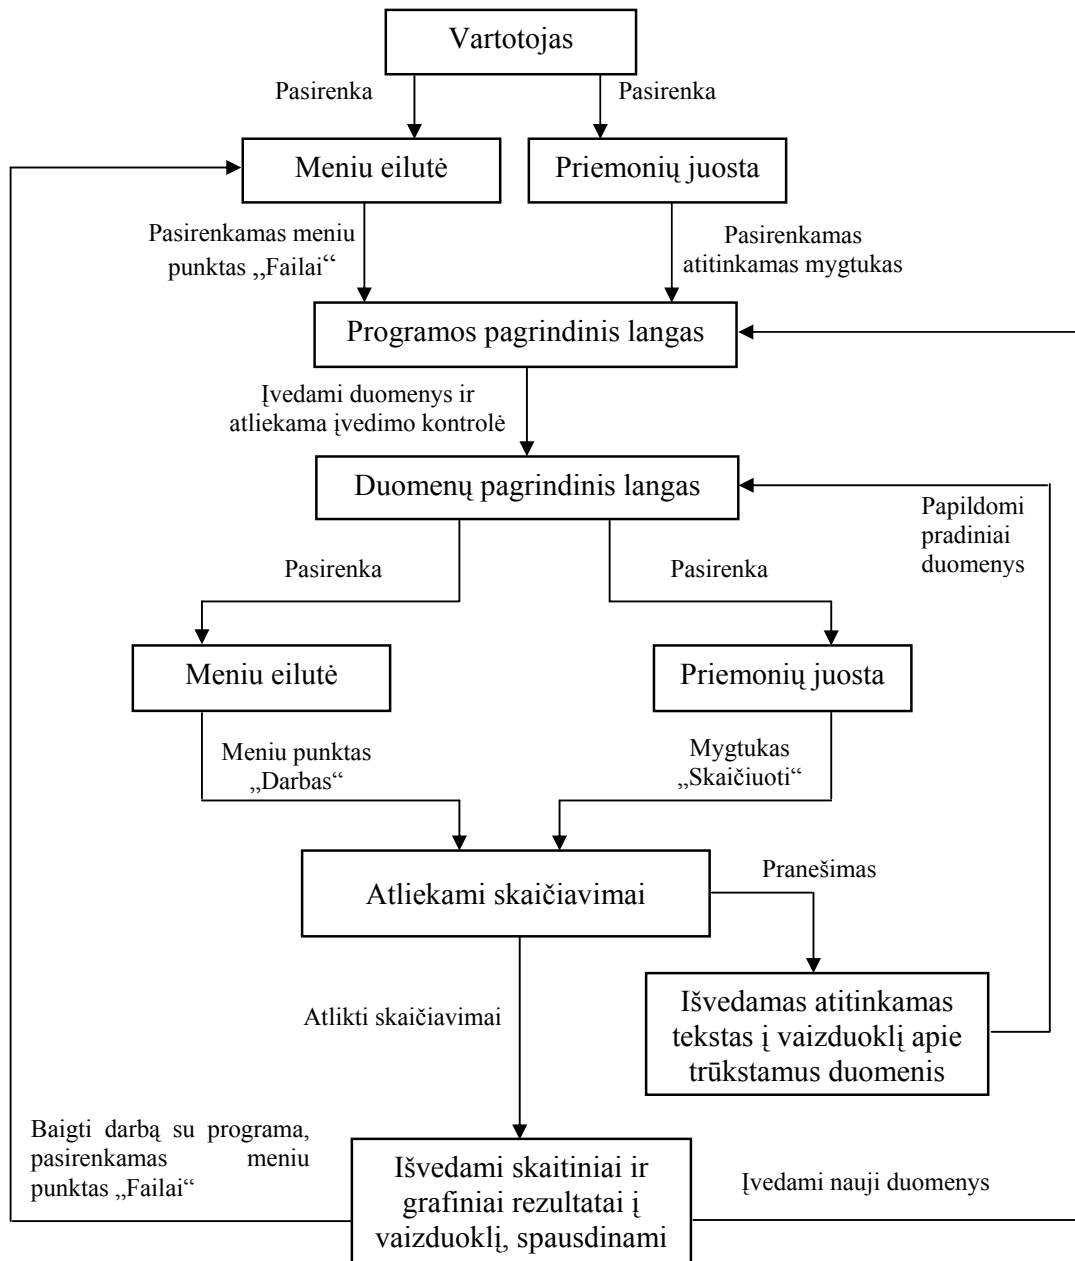 Vartotojas
Pasirenka
Pasirenka
Meniu eilutė
Priemonių juosta
Pasirenkamas meniu
punktas „Failai“
Pasirenkamas
atitinkamas mygtukas
Programos pagrindinis langas
Įvedami duomenys ir
atliekama įvedimo kontrolė
Duomenų pagrindinis langas
Papildomi
pradiniai
duomenys
Pasirenka
Pasirenka
Meniu eilutė
Priemonių juosta
Meniu punktas
„Darbas“
Mygtukas
„Skaičiuoti“
Atliekami skaičiavimai
Pranešimas
Išvedamas atitinkamas
tekstas į vaizduoklį apie
trūkstamus duomenis
Atlikti skaičiavimai
Baigti darbą su programa,
pasirenkamas meniu
punktas „Failai“
Išvedami skaitiniai ir
grafiniai rezultatai į
vaizduoklį, spausdinami
Įvedami nauji duomenys